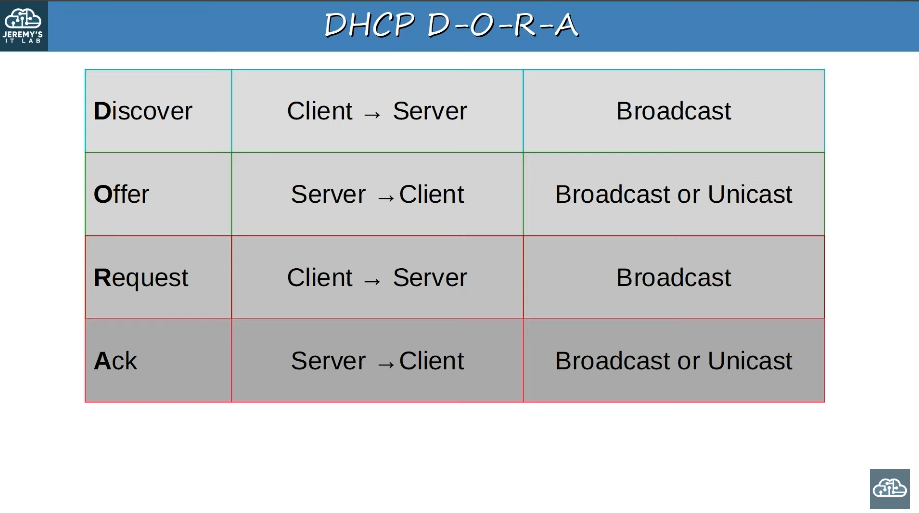 JEREMY'S
IT LAB
DHCP D-O-R-A
Discover Client → Server Broadcast
Offer Server →Client Broadcast or Unicast
Request Client → Server Broadcast
Ack Server →Client Broadcast or Unicast